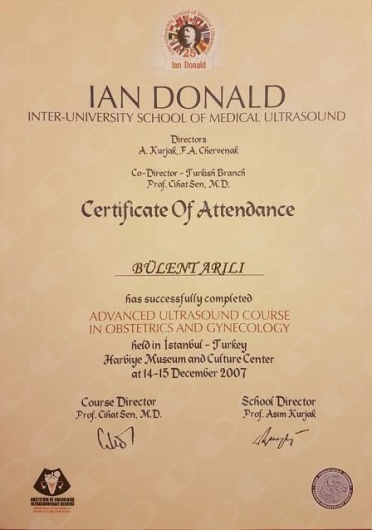 25
Ian Donald
IAN DONALD
INTER-UNIVERSITY SCHOOL OF MEDICAL ULTRASOUND
Directors
A. Kurjak, F.A. Chervenak
Co-Director - Turkish Branch
Prof. Cihat Sen, M.D.
Certificate Of Attendance
BÜLENT ARILI
has successfully completed
ADVANCED ULTRASOUND COURSE
IN OBSTETRICS AND GYNECOLOGY
held in İstanbul - Turkey
Harbiye Museum and Culture Center
at 14-15 December 2007
Course Director
Prof. Cihat Sen, M.D.
School Director
Prof. Asım Kurjak